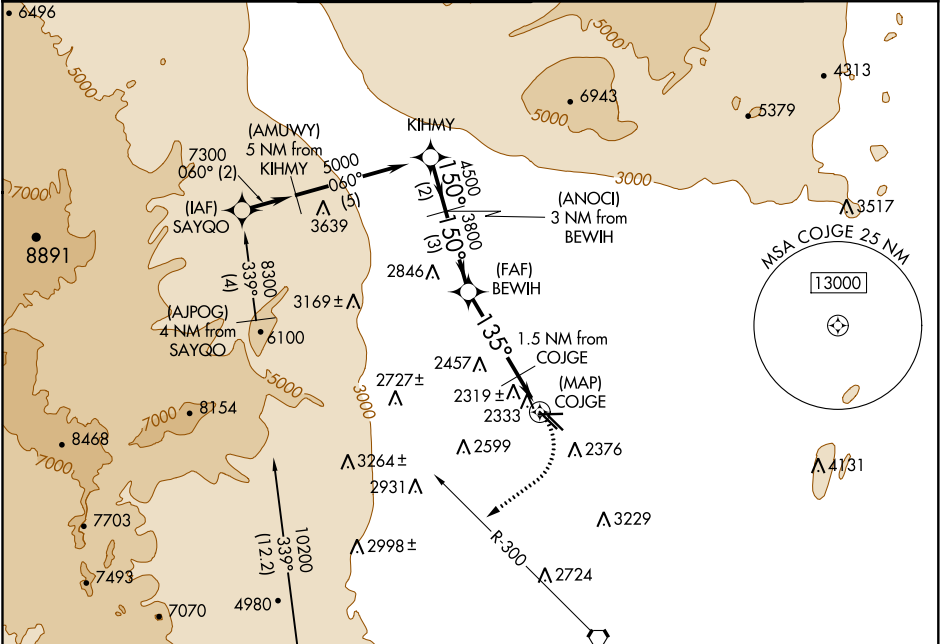 6496
5000
5000
4313
6943
5000
5379
(AMUWY)
5 NM from
KIHMY
KIHMY
7300
060° (2)
5000
060°
(5)
4500
150°
(2)
3000
7000
(IAF)
SAYQO
3639
(ANOCI)
3 NM from
BEWIH
3517
8891
3800
150°
(3)
MSA COJGE 25 NM
13000
8300
339°
(4)
2846
(FAF)
BEWIH
3169 ±
(AJPOG)
4 NM from
SAYQO
6100
135°
1.5 NM from
COJGE
2457
5000
3000
2727 ±
2319 ±
(MAP)
COJGE
2333
7000
8154
8468
7000
2599
2376
3264 ±
4131
2931
7703
3229
10200
339°
(12.2)
R-300
2998 ±
7493
2724
4980
7070